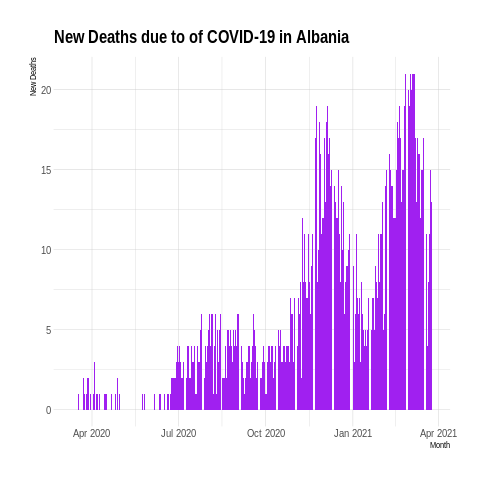 New Deaths due to of COVID-19 in Albania
New Deaths
20
15
10
5
0
Apr 2020
Jul 2020
Oct 2020
Jan 2021
Apr 2021
Month